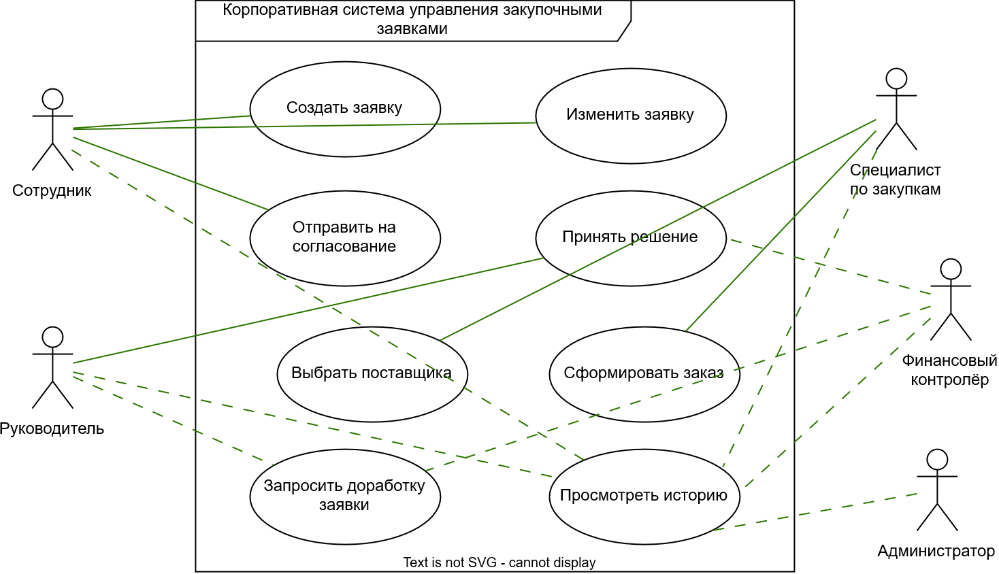 Корпоративная система управления закупочными
заявками
Создать заявку
Изменить заявку
Сотрудник
Специалист
по закупкам
Отправить на
согласование
Принять решение
Выбрать поставщика
Сформировать заказ
Финансовый
контролёр
Руководитель
Запросить доработку
заявки
Просмотреть историю
Администратор
Text is not SVG - cannot display